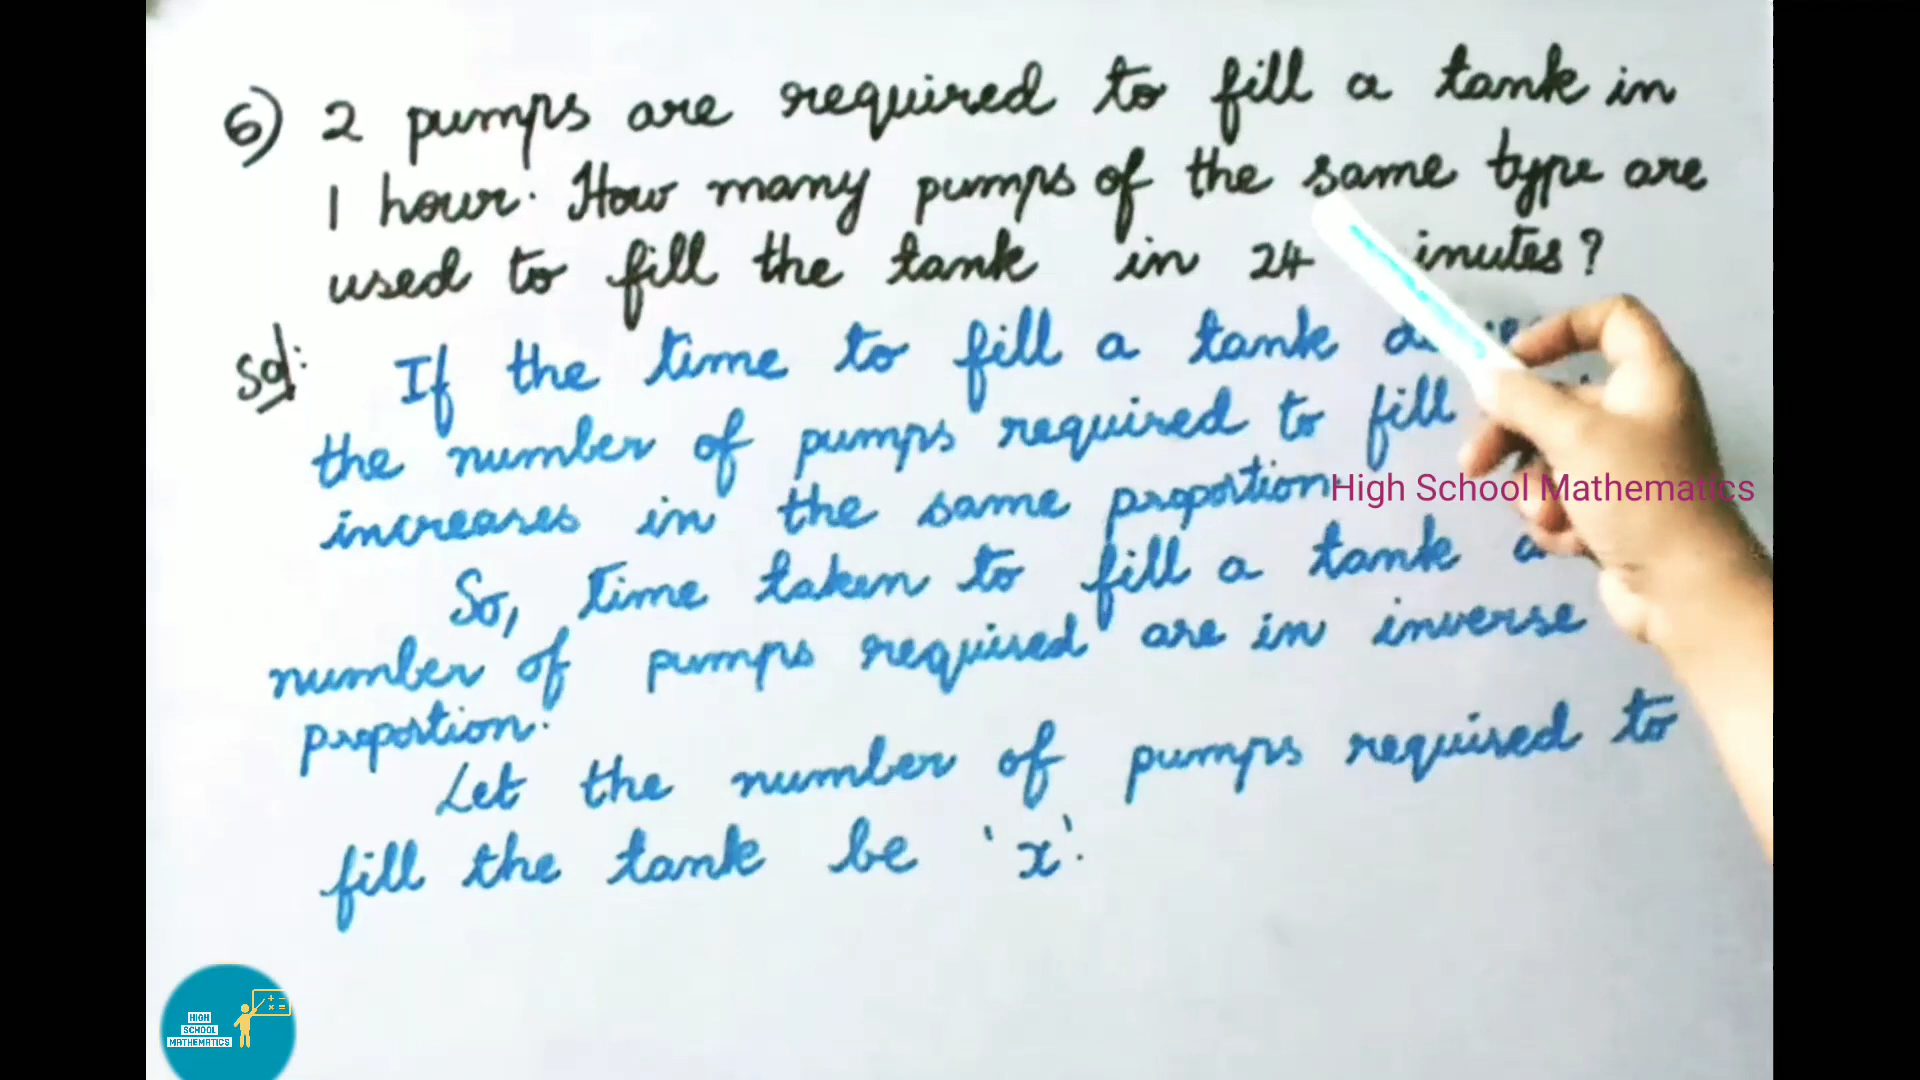 6) 2 pumps are required to fill a tank in
1 hour. How many pumps of the same type are
used to fill the tank in 24 inutes?
Sol: If the time to fill a tank
the number of pumps required to fill
increases in the same proportion.
High School Mathematics
So, time taken to fill a tank
number of pumps required are in inverse
proportion.
Let the number of pumps required to
fill the tank be 'x'.
HIGH
SCHOOL
MATHEMATICS